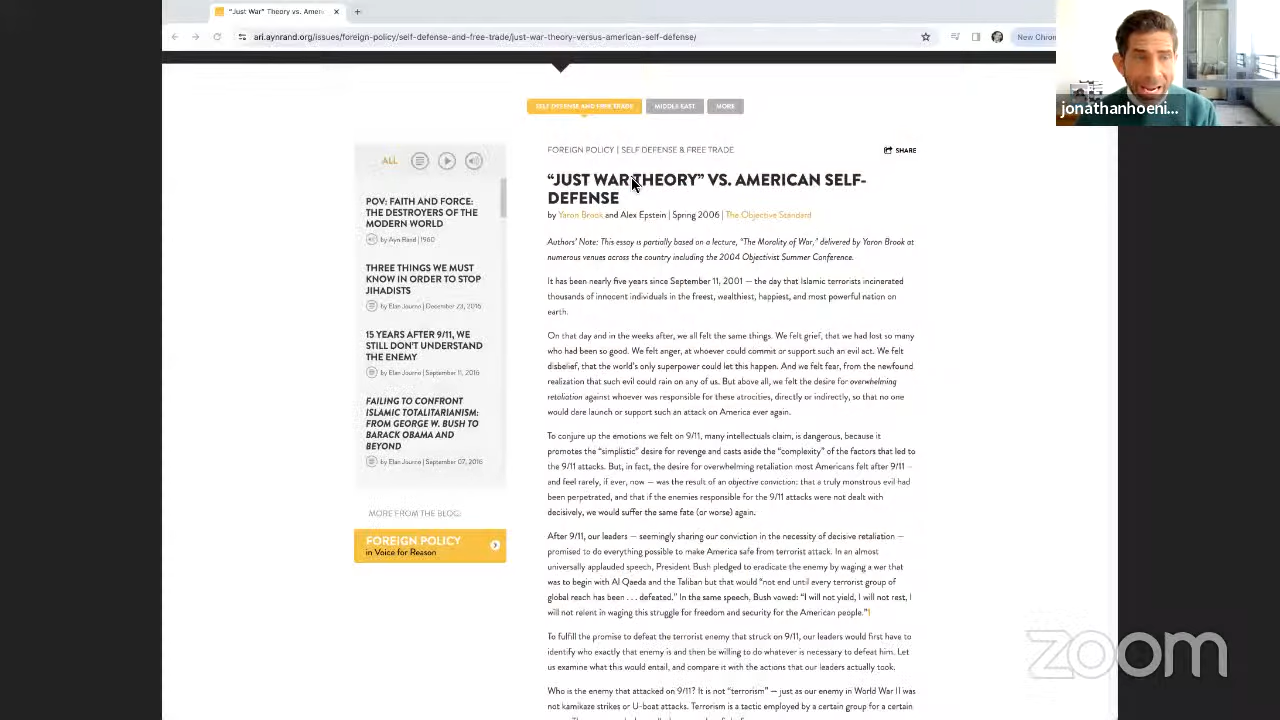 "Just War" Theory vs. Ameri
ari.aynrand.org/issues/foreign-policy/self-defense-and-free-trade/just-war-theory-versus-american-self-defense/
New Chro
jonathanhoeni...
SELF DEFENSE AND FREE TRADE
MIDDLE EAST
MORE
ALL
FOREIGN POLICY | SELF DEFENSE & FREE TRADE
SHARE
"JUST WAR THEORY" VS. AMERICAN SELF-
DEFENSE
by Yaron Brook and Alex Epstein | Spring 2006 | The Objective Standard
POV: FAITH AND FORCE:
THE DESTROYERS OF THE
MODERN WORLD
by Ayn Rand | 1960
THREE THINGS WE MUST
KNOW IN ORDER TO STOP
JIHADISTS
by Elan Journo | December 23, 2016
15 YEARS AFTER 9/11, WE
STILL DON'T UNDERSTAND
THE ENEMY
by Elan Journo | September 11, 2016
FAILING TO CONFRONT
ISLAMIC TOTALITARIANISM:
FROM GEORGE W. BUSH TO
BARACK OBAMA AND
BEYOND
by Elan Journo | September 07, 2016
MORE FROM THE BLOG:
FOREIGN POLICY
in Voice for Reason
Authors' Note: This essay is partially based on a lecture, "The Morality of War," delivered by Yaron Brook at
numerous venues across the country including the 2004 Objectivist Summer Conference.
It has been nearly five years since September 11, 2001 — the day that Islamic terrorists incinerated
thousands of innocent individuals in the freest, wealthiest, happiest, and most powerful nation on
earth.
On that day and in the weeks after, we all felt the same things. We felt grief, that we had lost so many
who had been so good. We felt anger, at whoever could commit or support such an evil act. We felt
disbelief, that the world's only superpower could let this happen. And we felt fear, from the newfound
realization that such evil could rain on any of us. But above all, we felt the desire for overwhelming
retaliation against whoever was responsible for these atrocities, directly or indirectly, so that no one
would dare launch or support such an attack on America ever again.
To conjure up the emotions we felt on 9/11, many intellectuals claim, is dangerous, because it
promotes the "simplistic" desire for revenge and casts aside the "complexity" of the factors that led to
the 9/11 attacks. But, in fact, the desire for overwhelming retaliation most Americans felt after 9/11 —
and feel rarely, if ever, now — was the result of an objective conviction: that a truly monstrous evil had
been perpetrated, and that if the enemies responsible for the 9/11 attacks were not dealt with
decisively, we would suffer the same fate (or worse) again.
After 9/11, our leaders — seemingly sharing our conviction in the necessity of decisive retaliation —
promised to do everything possible to make America safe from terrorist attack. In an almost
universally applauded speech, President Bush pledged to eradicate the enemy by waging a war that
was to begin with Al Qaeda and the Taliban but that would "not end until every terrorist group of
global reach has been . . . defeated." In the same speech, Bush vowed: "I will not yield, I will not rest, I
will not relent in waging this struggle for freedom and security for the American people."1
To fulfill the promise to defeat the terrorist enemy that struck on 9/11, our leaders would first have to
identify who exactly that enemy is and then be willing to do whatever is necessary to defeat him. Let
us examine what this would entail, and compare it with the actions that our leaders actually took.
Who is the enemy that attacked on 9/11? It is not "terrorism" — just as our enemy in World War II was
not kamikaze strikes or U-boat attacks. Terrorism is a tactic employed by a certain group for a certain
zoom